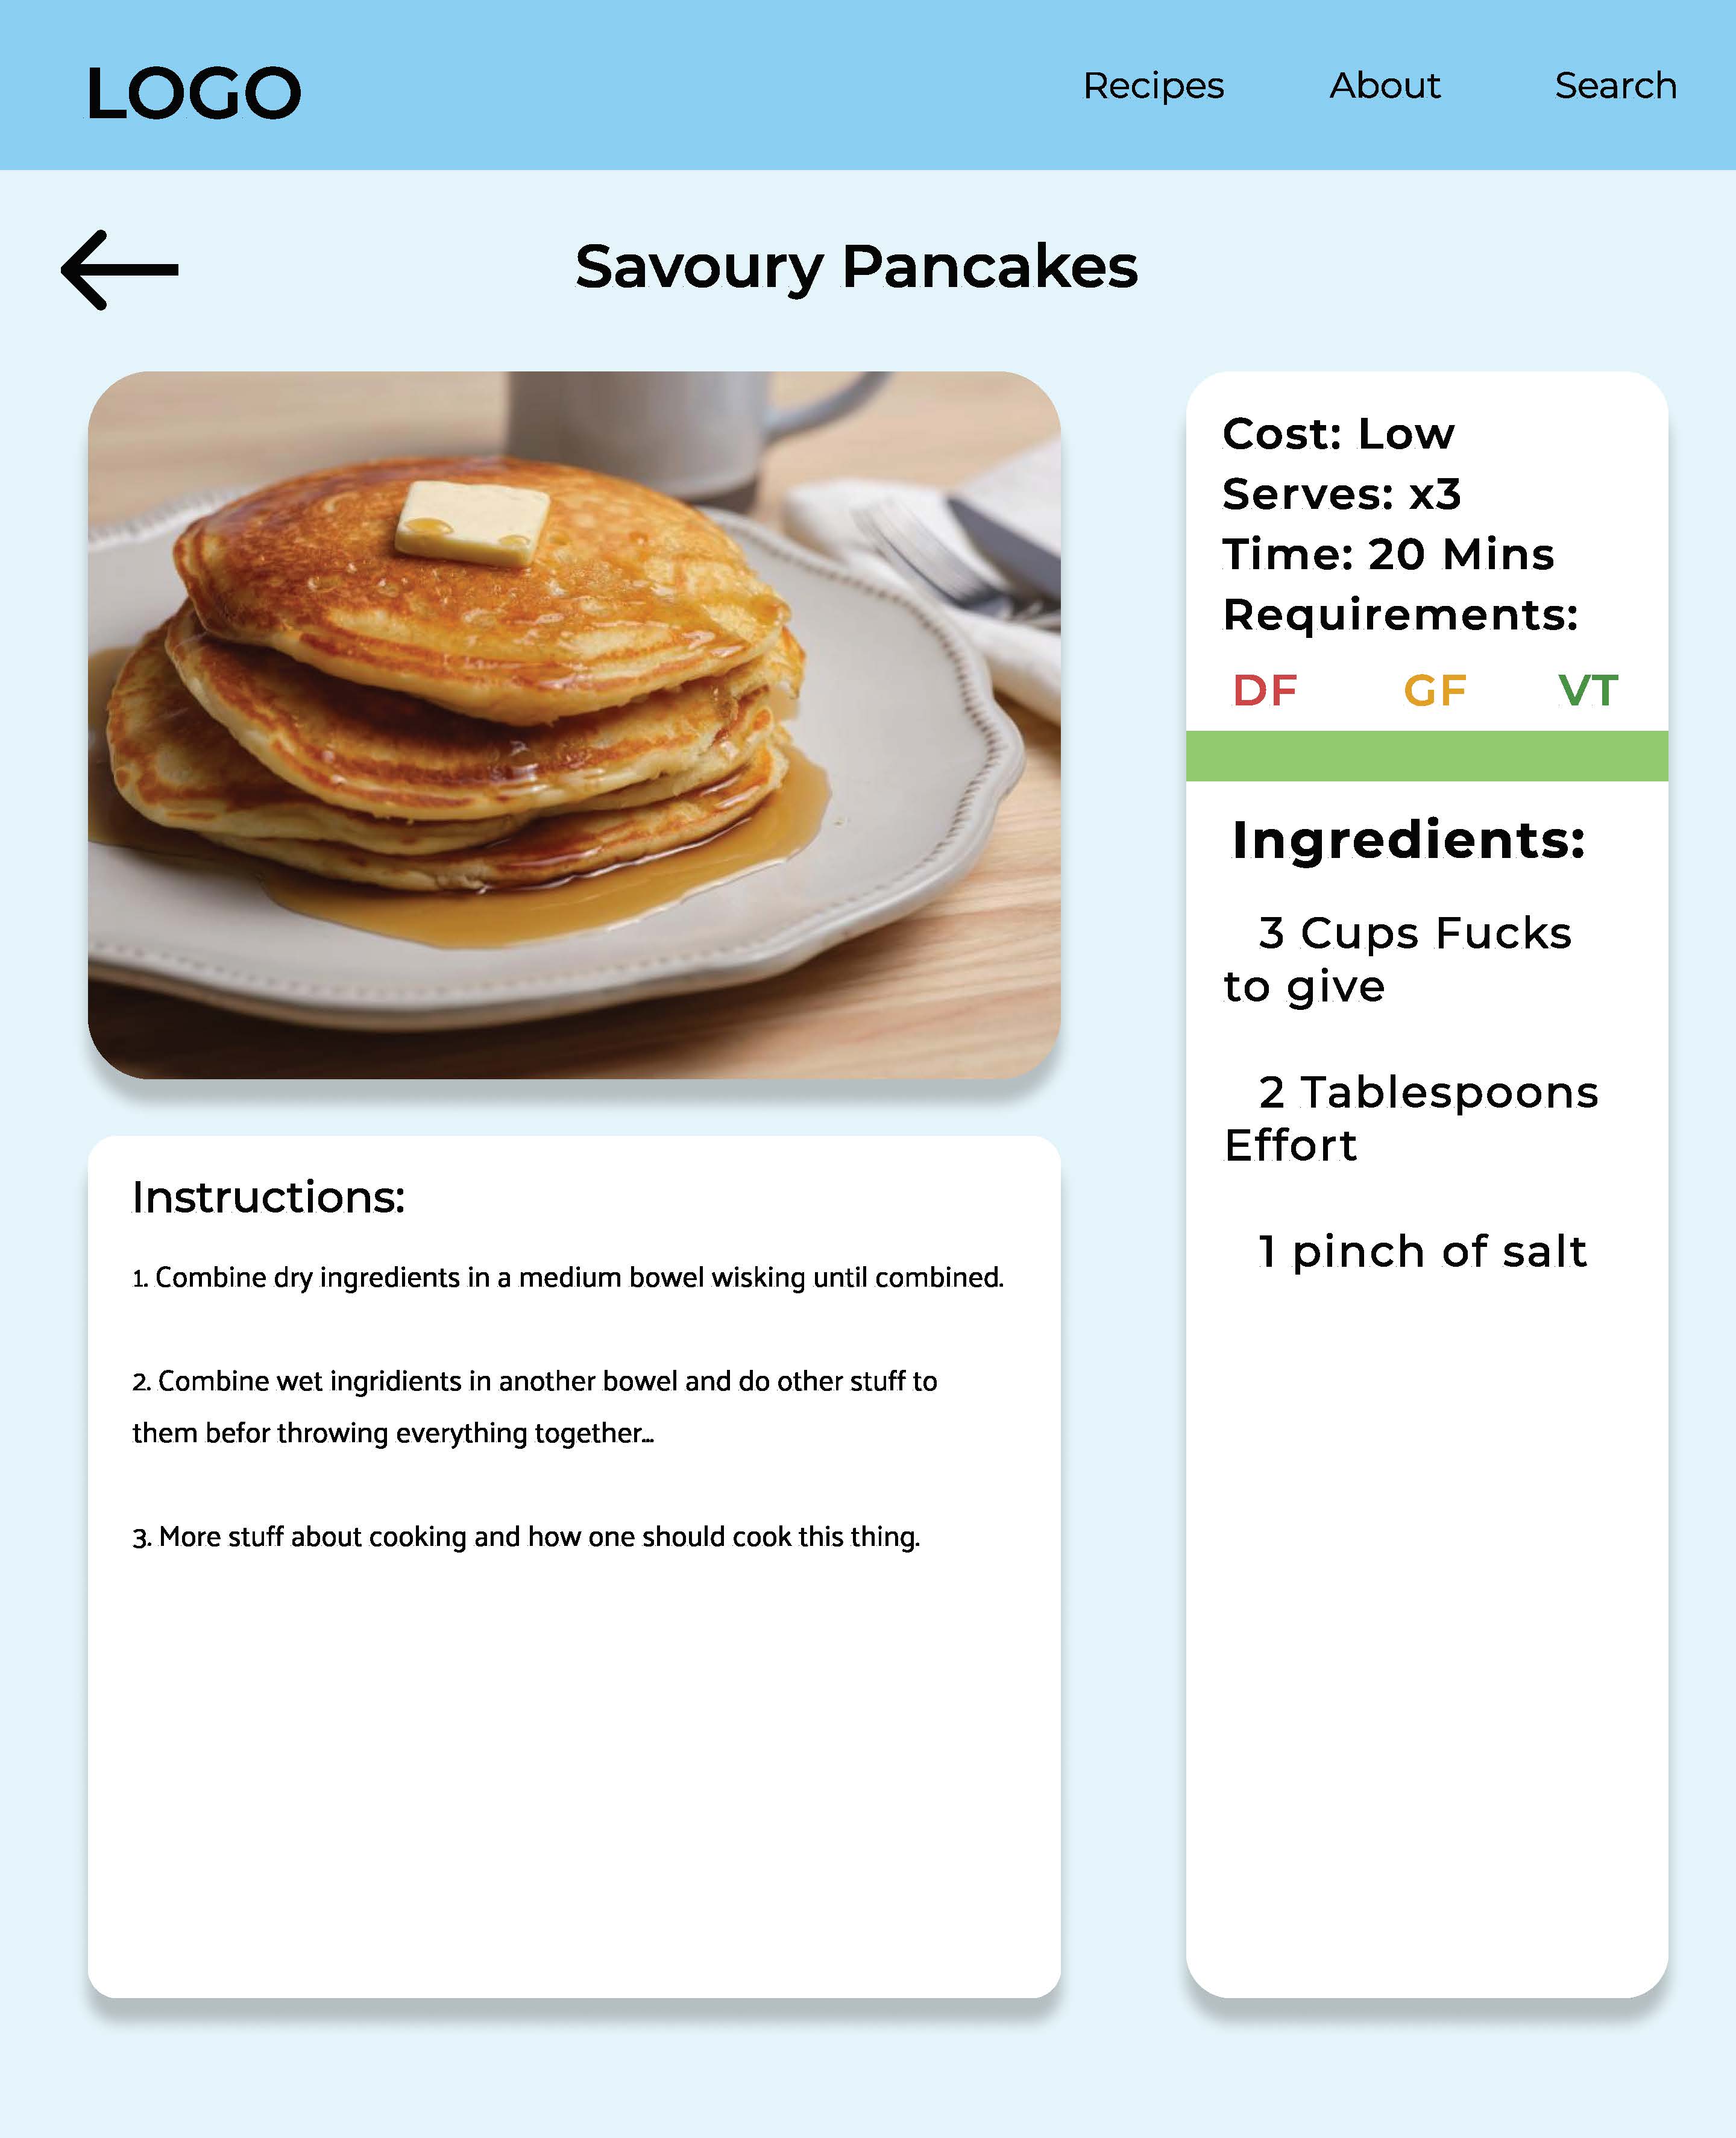 LOGO
Recipes About Search
Savoury Pancakes
Cost: Low
Serves: x3
Time: 20 Mins
Requirements:
DF GF VT
Ingredients:
3 Cups Fucks
to give
2 Tablespoons
Effort
1 pinch of salt
Instructions:
1. Combine dry ingredients in a medium bowel wisking until combined.
2. Combine wet ingridients in another bowel and do other stuff to
them befor throwing everything together...
3. More stuff about cooking and how one should cook this thing.